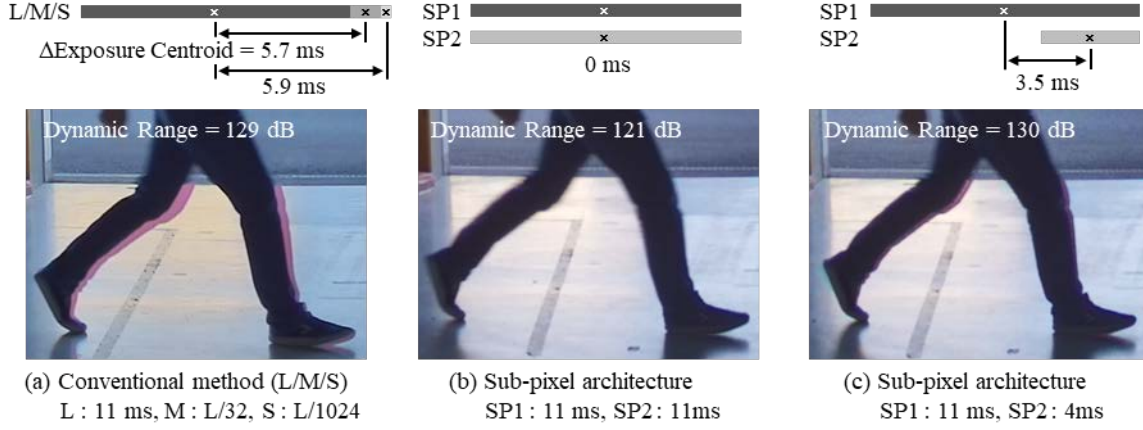 L/M/S
ΔExposure Centroid = 5.7 ms
5.9 ms
Dynamic Range = 129 dB
(a) Conventional method (L/M/S)
L : 11 ms, M : L/32, S : L/1024
SP1
SP2
0 ms
Dynamic Range = 121 dB
(b) Sub-pixel architecture
SP1 : 11 ms, SP2 : 11ms
SP1
SP2
3.5 ms
Dynamic Range = 130 dB
(c) Sub-pixel architecture
SP1 : 11 ms, SP2 : 4ms